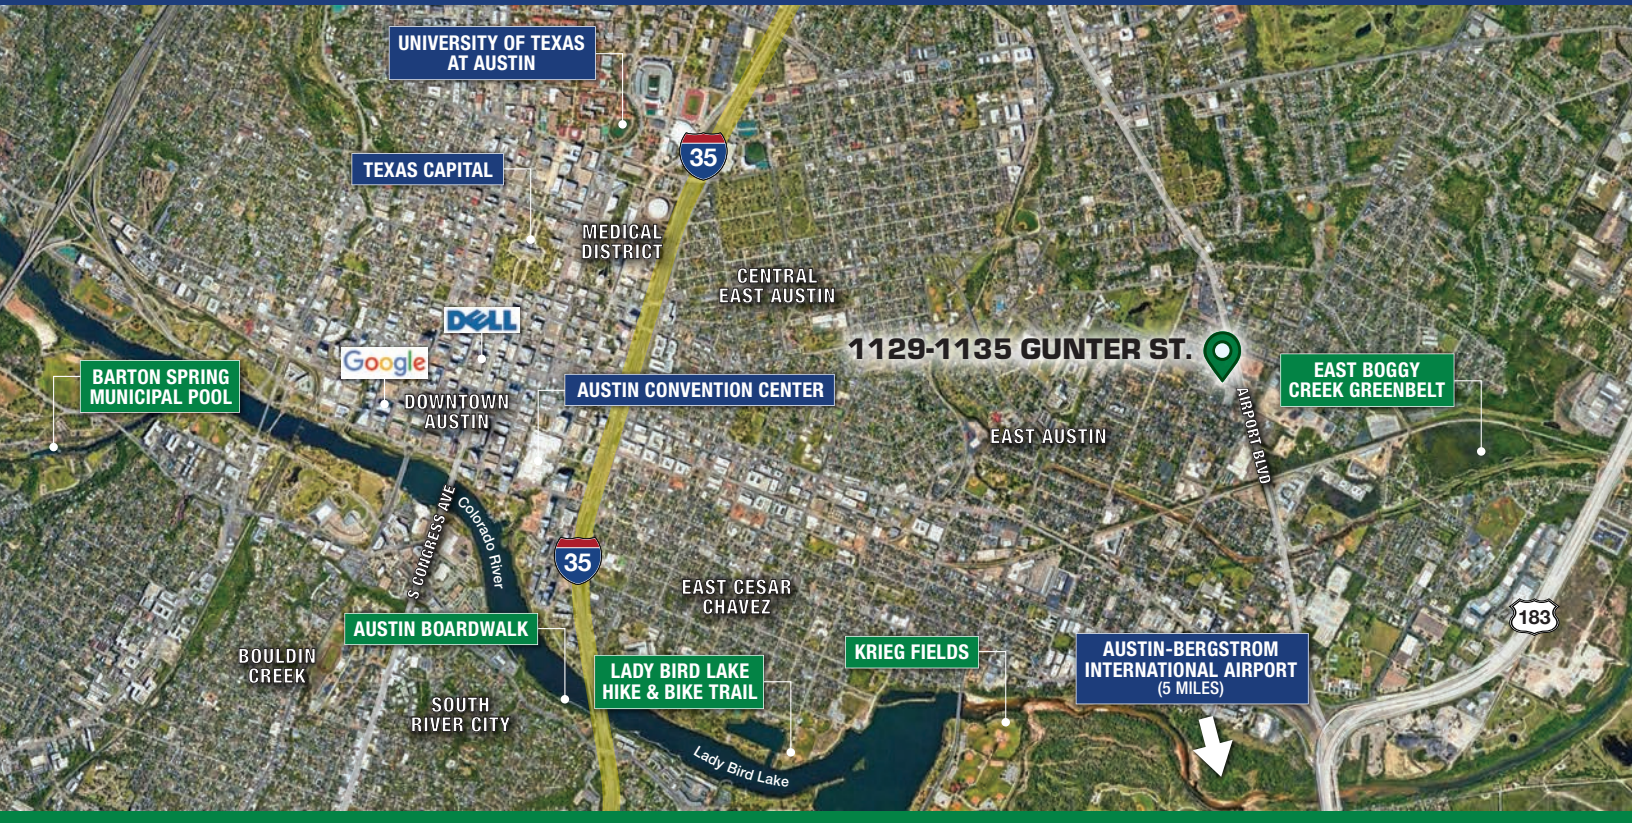 UNIVERSITY OF TEXAS
AT AUSTIN
35
TEXAS CAPITAL
MEDICAL
DISTRICT
CENTRAL
EAST AUSTIN
DELL
Google
1129-1135 GUNTER ST.
BARTON SPRING
MUNICIPAL POOL
AUSTIN CONVENTION CENTER
EAST BOGGY
CREEK GREENBELT
DOWNTOWN
AUSTIN
EAST AUSTIN
AIRPORT BLVD
S CONGRESS AVE
Colorado River
35
EAST CESAR
CHAVEZ
183
AUSTIN BOARDWALK
BOULDIN
CREEK
LADY BIRD LAKE
HIKE & BIKE TRAIL
KRIEG FIELDS
AUSTIN-BERGSTROM
INTERNATIONAL AIRPORT
(5 MILES)
SOUTH
RIVER CITY
Lady Bird Lake